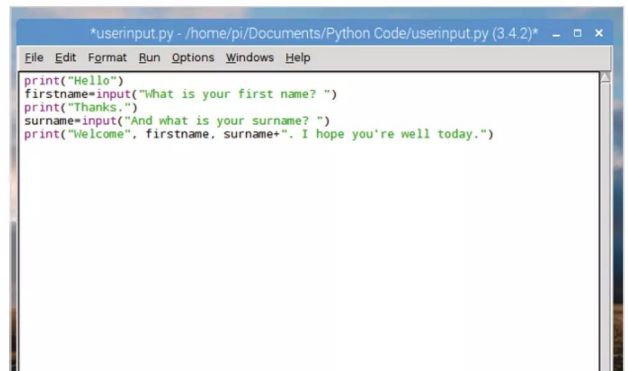 *userinput.py - /home/pi/Documents/Python Code/userinput.py (3.4.2)*
File Edit Format Run Options Windows Help
print("Hello")
firstname=input("What is your first name? ")
print("Thanks.")
surname=input("And what is your surname? ")
print("Welcome", firstname, surname+". I hope you're well today.")